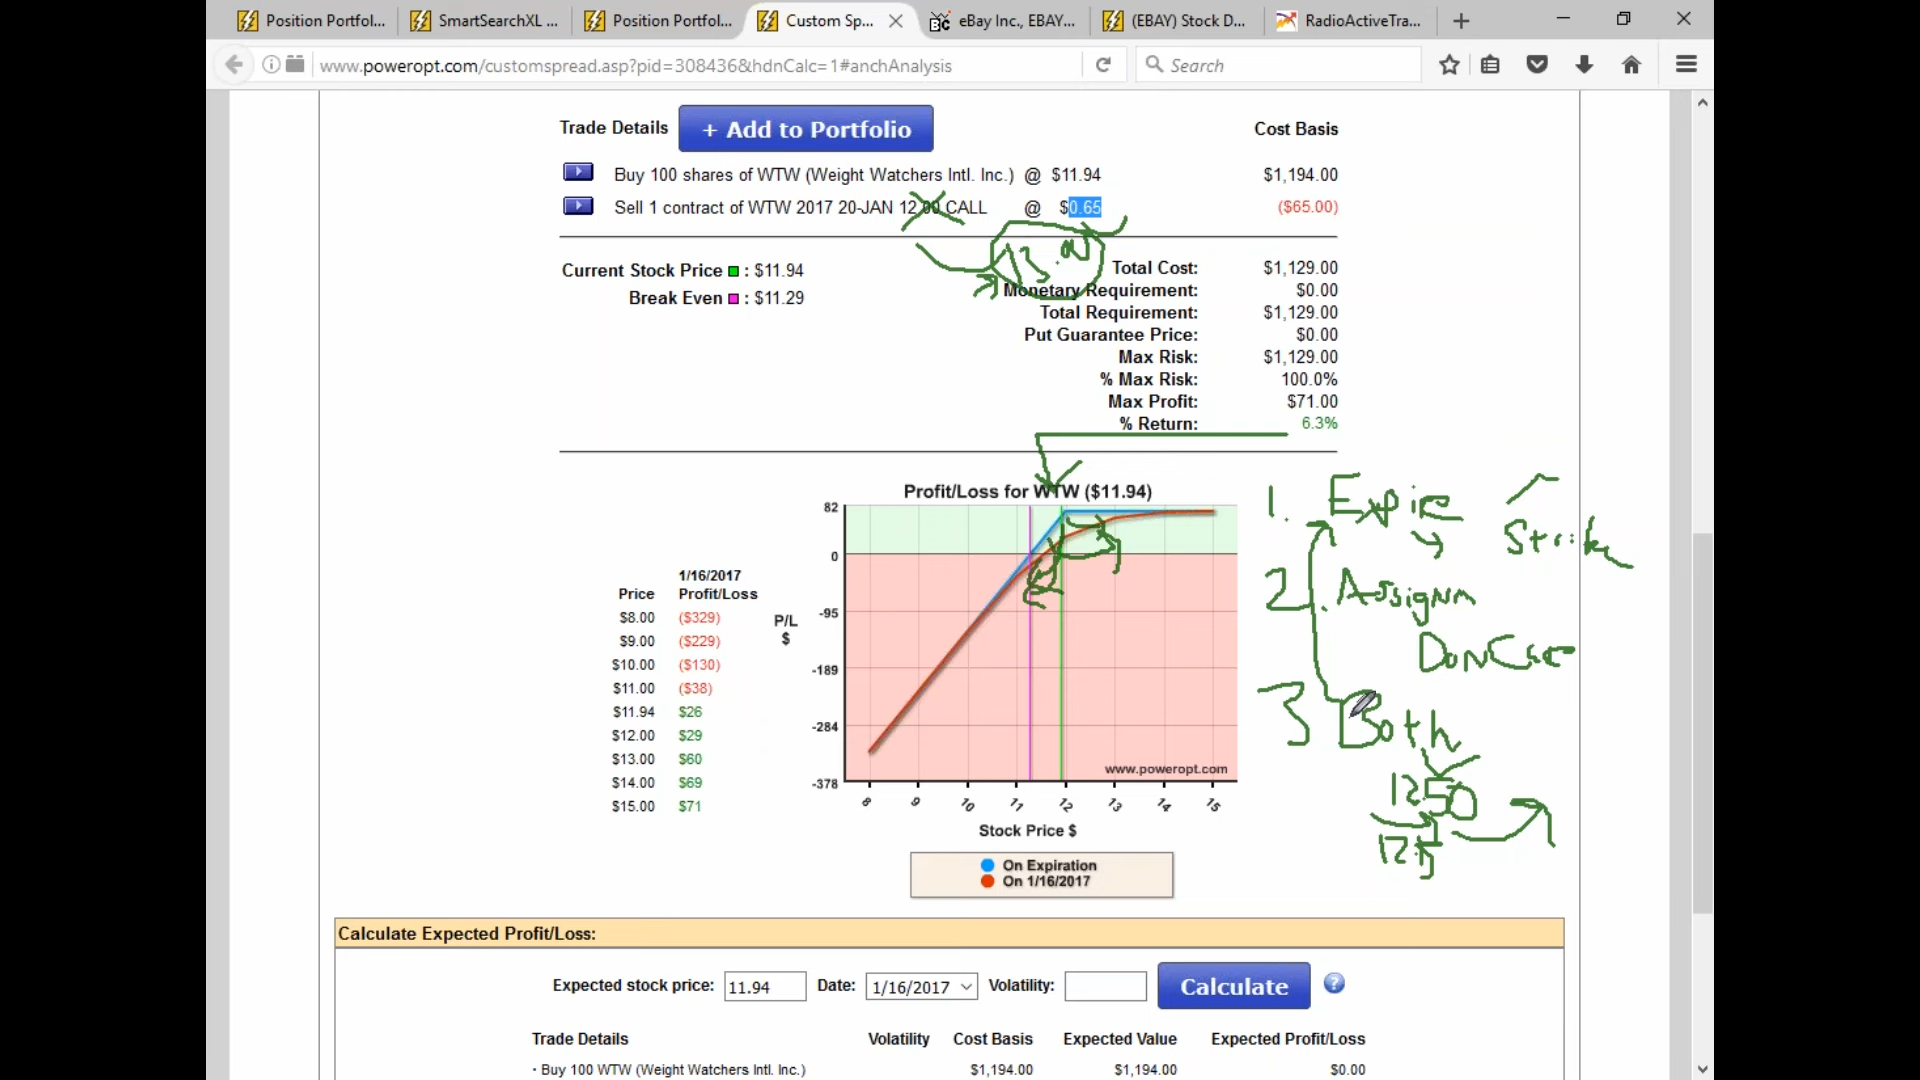 Position Portfol... SmartSearchXL ... Position Portfol... Custom Sp... eBay Inc., EBAY... (EBAY) Stock D... RadioActiveTra...
www.poweropt.com/customspread.asp?pid=308436&hdnCalc=1#anchAnalysis Search
Trade Details + Add to Portfolio Cost Basis
Buy 100 shares of WTW (Weight Watchers Intl. Inc.) @ $11.94 $1,194.00
Sell 1 contract of WTW 2017 20-JAN 12.00 CALL @ $0.65 ($65.00)
Current Stock Price : $11.94
Break Even : $11.29
Total Cost: $1,129.00
Monetary Requirement: $0.00
Total Requirement: $1,129.00
Put Guarantee Price: $0.00
Max Risk: $1,129.00
% Max Risk: 100.0%
Max Profit: $71.00
% Return: 6.3%
1/16/2017
Price Profit/Loss
$8.00 ($329)
$9.00 ($229)
$10.00 ($130)
$11.00 ($38)
$11.94 $26
$12.00 $29
$13.00 $60
$14.00 $69
$15.00 $71
Profit/Loss for WTW ($11.94)
P/L
$
82
0
-95
-189
-284
-378
www.poweropt.com
8 9 10 11 12 13 14 15
Stock Price $
On Expiration
On 1/16/2017
1. Expire
Strike
2. Assignm
Don Care
3 Both
12.50
Calculate Expected Profit/Loss:
Expected stock price: 11.94 Date: 1/16/2017 Volatility: Calculate ?
Trade Details Volatility Cost Basis Expected Value Expected Profit/Loss
· Buy 100 WTW (Weight Watchers Intl. Inc.) $1,194.00 $1,194.00 $0.00